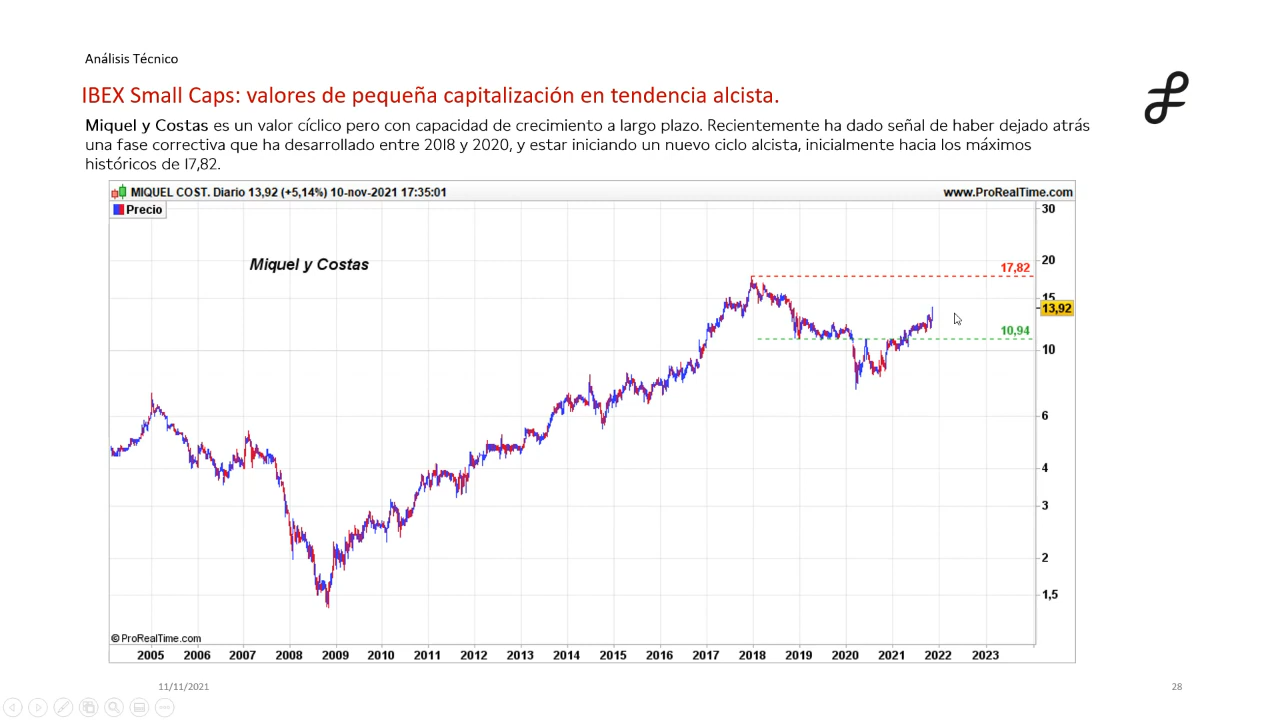 Análisis Técnico
IBEX Small Caps: valores de pequeña capitalización en tendencia alcista.
Miquel y Costas es un valor cíclico pero con capacidad de crecimiento a largo plazo. Recientemente ha dado señal de haber dejado atrás
una fase correctiva que ha desarrollado entre 2018 y 2020, y estar iniciando un nuevo ciclo alcista, inicialmente hacia los máximos
históricos de 17,82.
MIQUEL COST. Diario 13,92 (+5,14%) 10-nov-2021 17:35:01
www.ProRealTime.com
Precio
Miquel y Costas
30
20
17,82
15
13,92
10,94
10
6
4
3
2
1,5
© ProRealTime.com
2005 2006 2007 2008 2009 2010 2011 2012 2013 2014 2015 2016 2017 2018 2019 2020 2021 2022 2023
11/11/2021
28